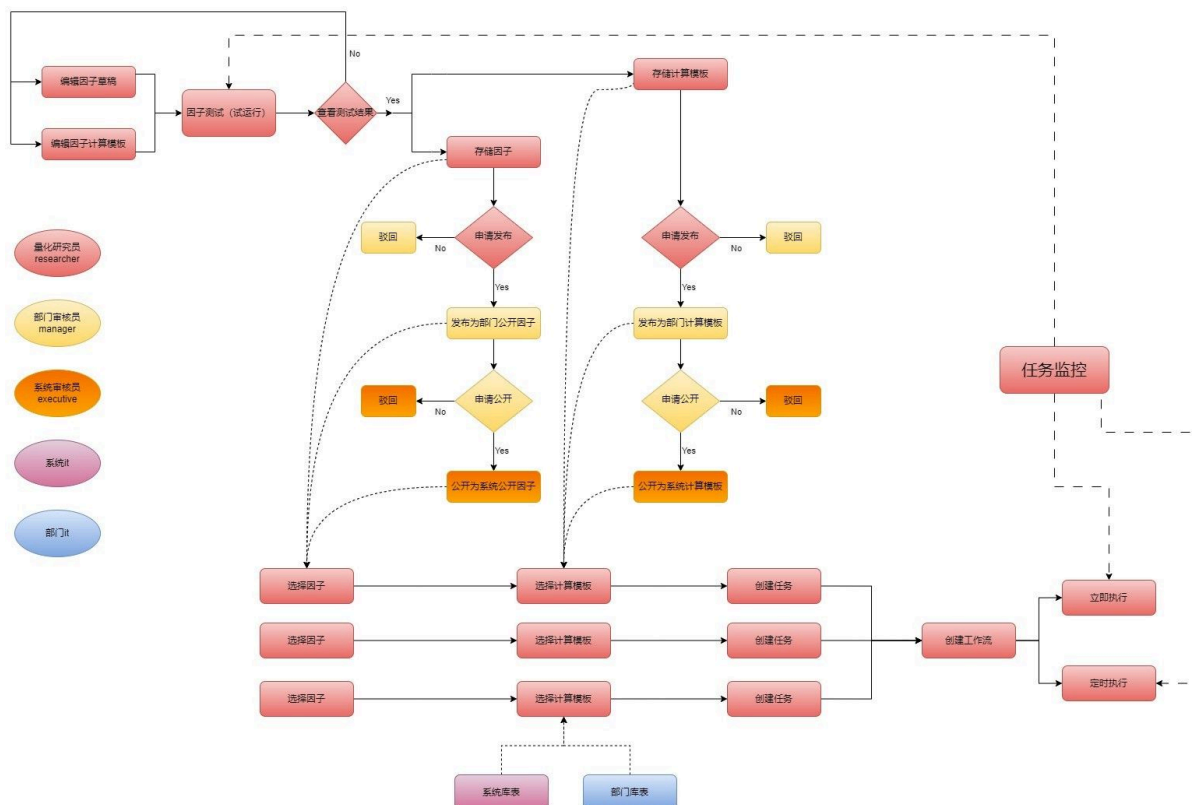 No
编辑因子草稿
编辑因子计算模板
因子测试（试运行）
查看测试结果
Yes
存储计算模板
存储因子
量化研究员
researcher
部门审核员
manager
系统审核员
executive
系统it
部门it
驳回
No
申请发布
Yes
发布为部门公开因子
驳回
No
申请公开
Yes
公开为系统公开因子
申请发布
No
驳回
Yes
发布为部门计算模板
申请公开
No
驳回
Yes
公开为系统计算模板
任务监控
选择因子
选择计算模板
创建任务
选择因子
选择计算模板
创建任务
选择因子
选择计算模板
创建任务
创建工作流
立即执行
定时执行
系统库表
部门库表